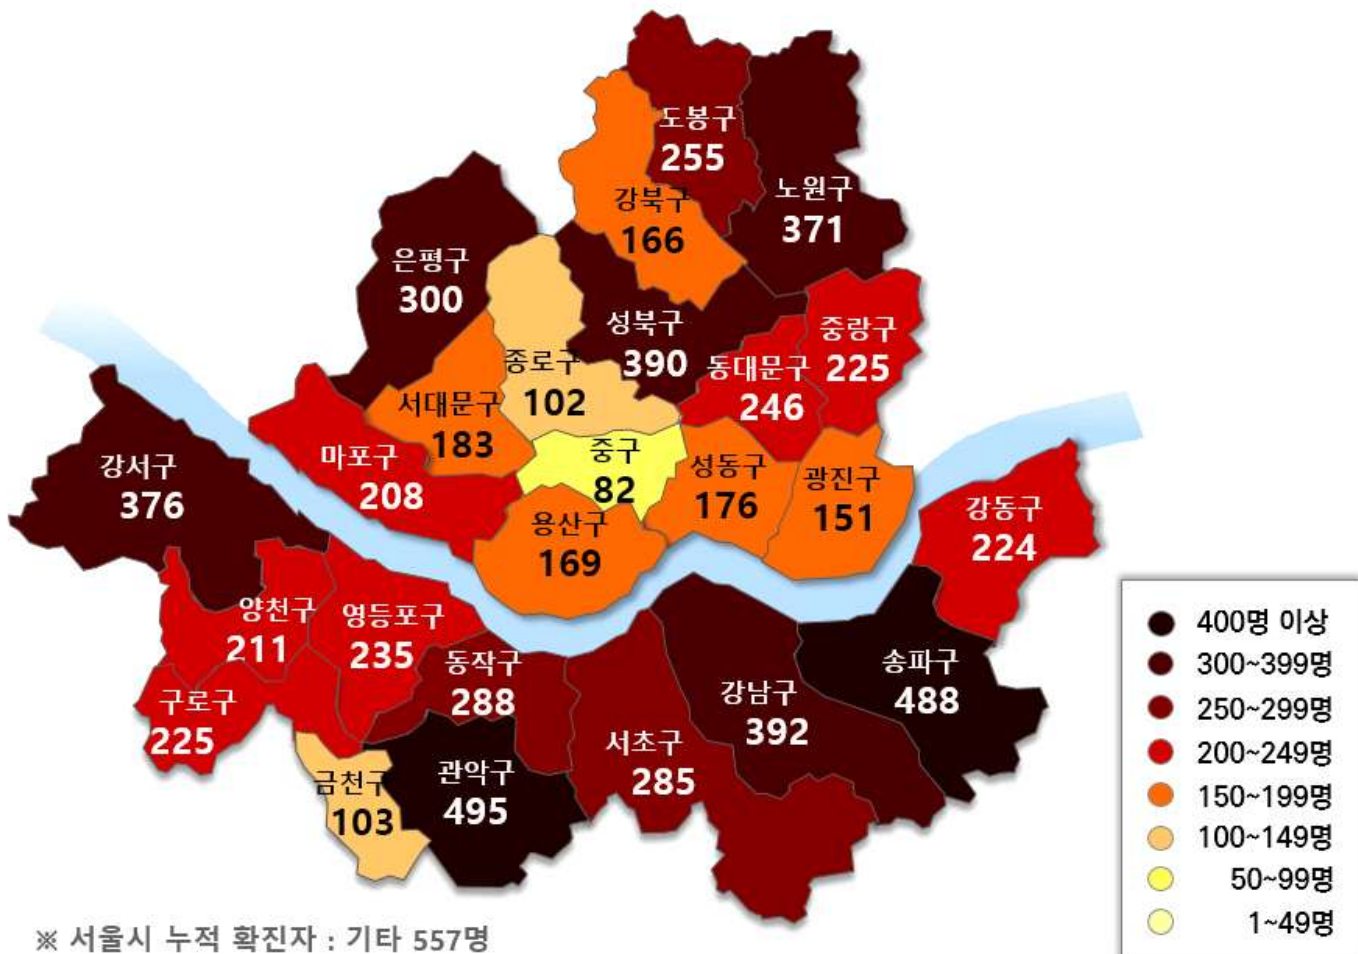 도봉구
255
노원구
371
강북구
166
은평구
300
성북구
390
중랑구
225
종로구
102
동대문구
246
서대문구
183
마포구
208
중구
82
성동구
176
광진구
151
강서구
376
강동구
224
용산구
169
양천구
211
영등포구
235
동작구
288
송파구
488
강남구
392
구로구
225
서초구
285
금천구
103
관악구
495
400명 이상
300~399명
250~299명
200~249명
150~199명
100~149명
50~99명
1~49명
※ 서울시 누적 확진자 : 기타 557명